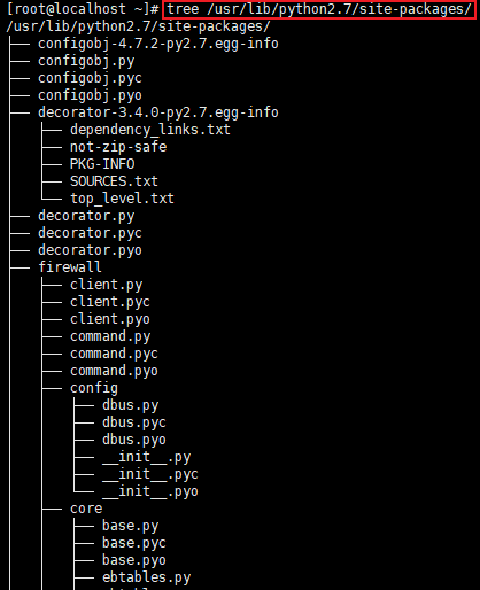 [root@localhost ~]# tree /usr/lib/python2.7/site-packages/
/usr/lib/python2.7/site-packages/
├── configobj-4.7.2-py2.7.egg-info
├── configobj.py
├── configobj.pyc
├── configobj.pyo
├── decorator-3.4.0-py2.7.egg-info
│   ├── dependency_links.txt
│   ├── not-zip-safe
│   ├── PKG-INFO
│   ├── SOURCES.txt
│   └── top_level.txt
├── decorator.py
├── decorator.pyc
├── decorator.pyo
├── firewall
│   ├── client.py
│   ├── client.pyc
│   ├── client.pyo
│   ├── command.py
│   ├── command.pyc
│   ├── command.pyo
│   ├── config
│   │   ├── dbus.py
│   │   ├── dbus.pyc
│   │   ├── dbus.pyo
│   │   ├── __init__.py
│   │   ├── __init__.pyc
│   │   └── __init__.pyo
│   ├── core
│   │   ├── base.py
│   │   ├── base.pyc
│   │   ├── base.pyo
│   │   ├── ebtables.py